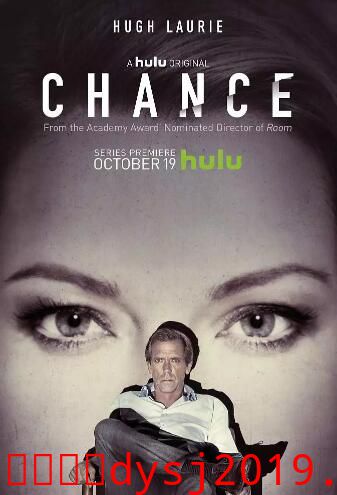 HUGH LAURIE
A hulu ORIGINAL
CHANCE
From the Academy Award® Nominated Director of Room
SERIES PREMIERE
OCTOBER 19 hulu
dysj2019.